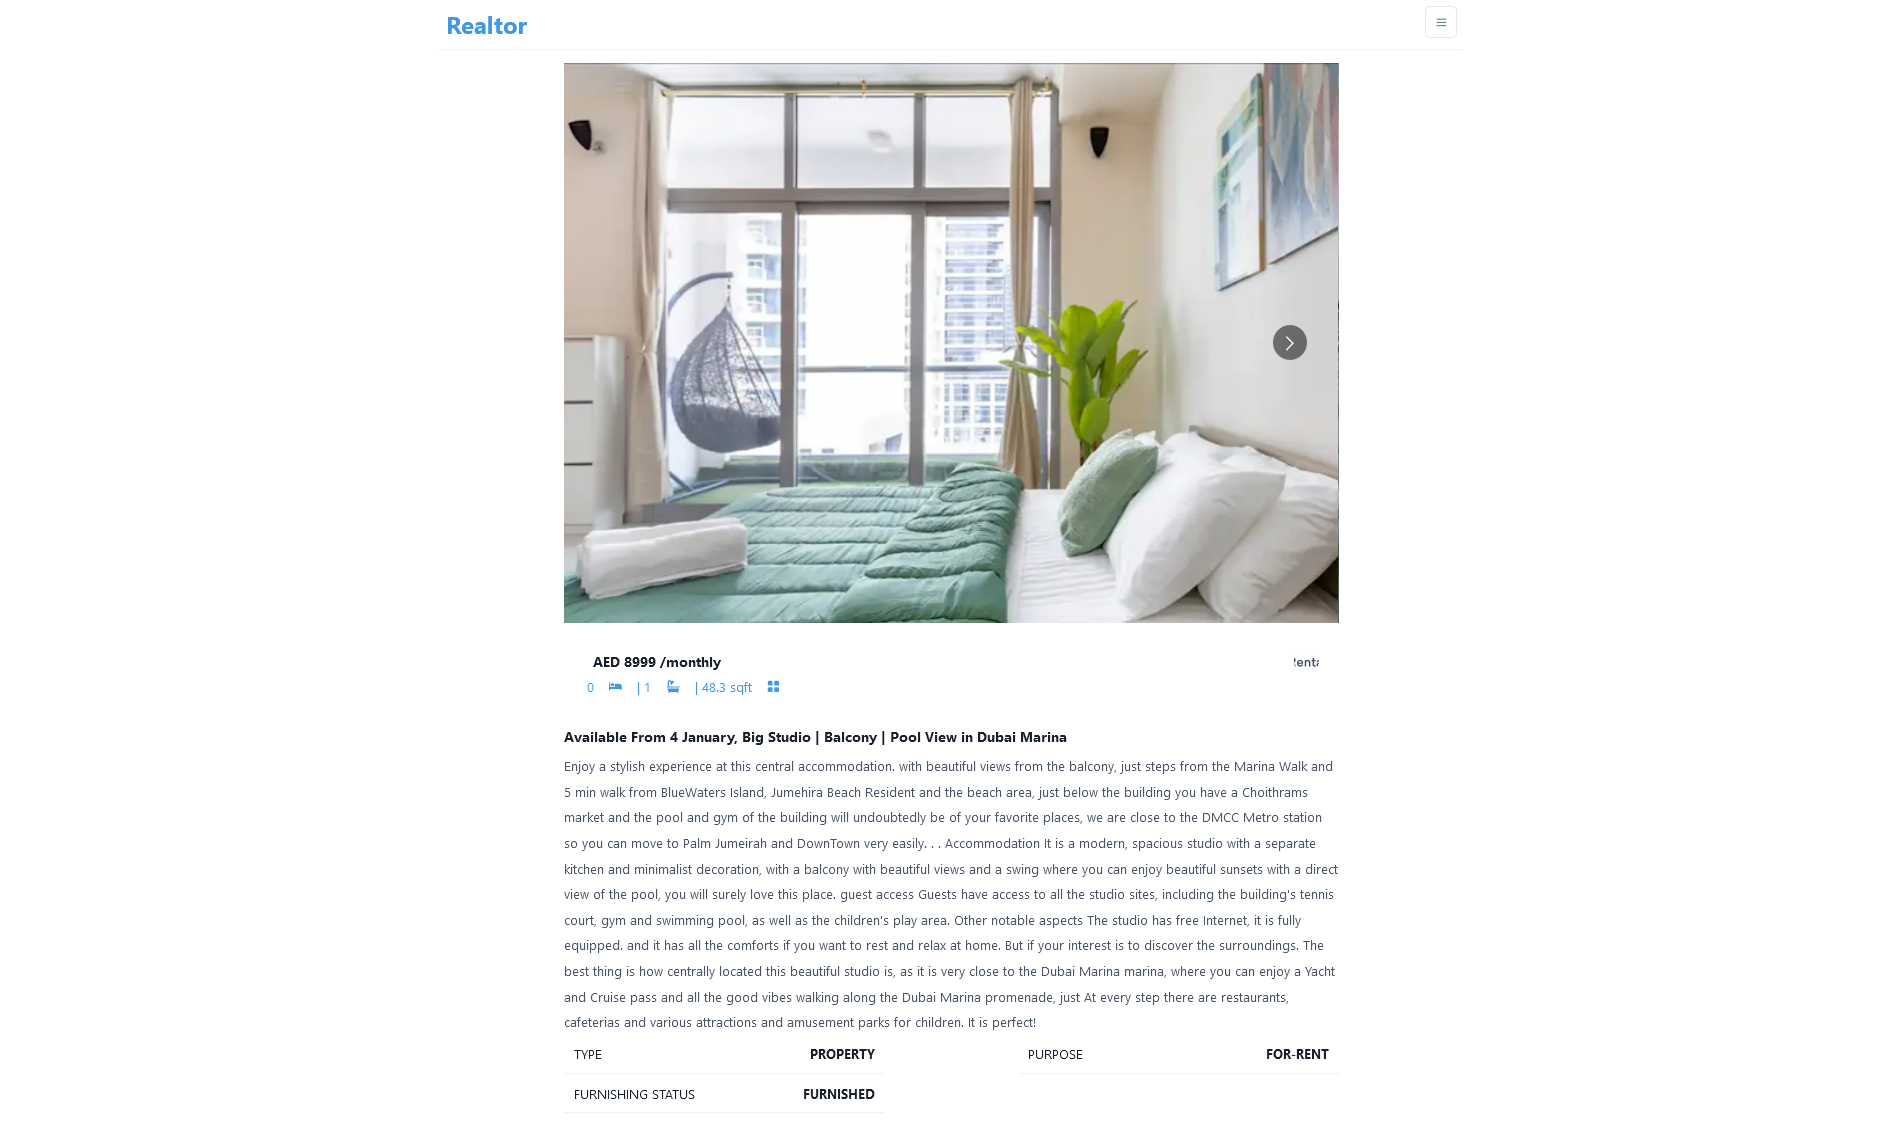 Realtor
AED 8999 /monthly
0 | 1 | 48.3 sqft
Available From 4 January, Big Studio | Balcony | Pool View in Dubai Marina
Enjoy a stylish experience at this central accommodation. with beautiful views from the balcony, just steps from the Marina Walk and
5 min walk from BlueWaters Island, Jumehira Beach Resident and the beach area, just below the building you have a Choithrams
market and the pool and gym of the building will undoubtedly be of your favorite places, we are close to the DMCC Metro station
so you can move to Palm Jumeirah and DownTown very easily. . . Accommodation It is a modern, spacious studio with a separate
kitchen and minimalist decoration, with a balcony with beautiful views and a swing where you can enjoy beautiful sunsets with a direct
view of the pool, you will surely love this place. guest access Guests have access to all the studio sites, including the building's tennis
court, gym and swimming pool, as well as the children's play area. Other notable aspects The studio has free Internet, it is fully
equipped. and it has all the comforts if you want to rest and relax at home. But if your interest is to discover the surroundings. The
best thing is how centrally located this beautiful studio is, as it is very close to the Dubai Marina marina, where you can enjoy a Yacht
and Cruise pass and all the good vibes walking along the Dubai Marina promenade, just At every step there are restaurants,
cafeterias and various attractions and amusement parks for children. It is perfect!
TYPE PROPERTY PURPOSE FOR-RENT
FURNISHING STATUS FURNISHED